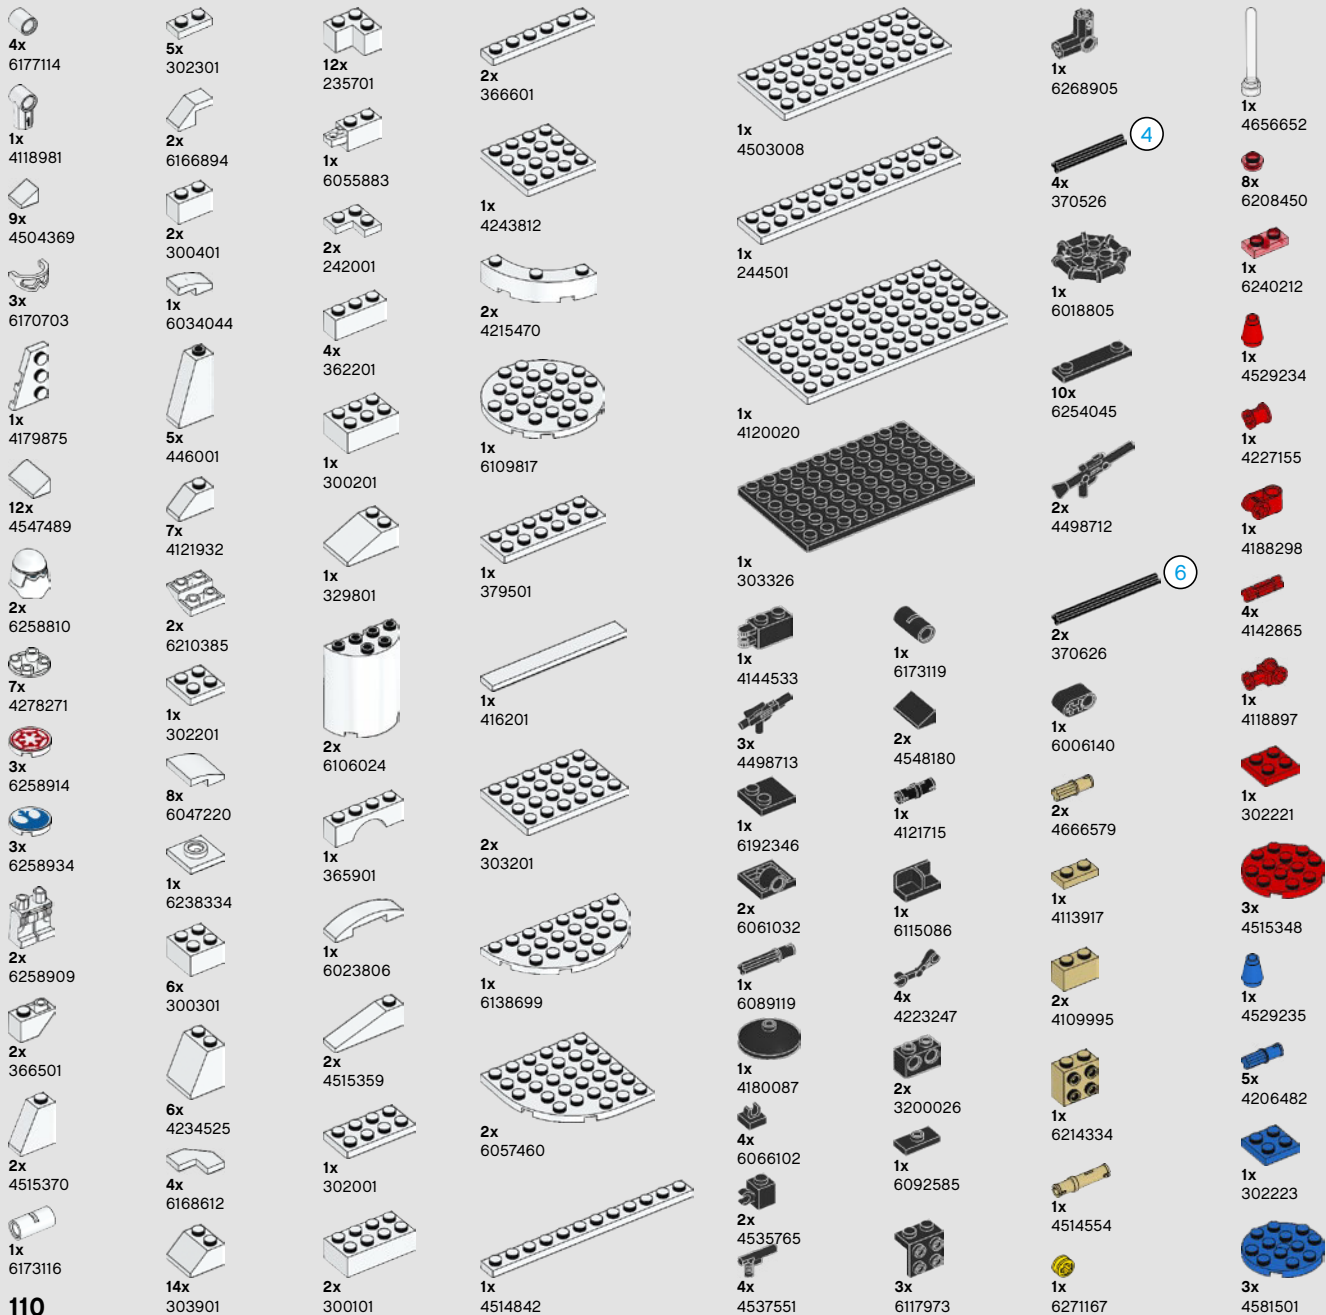 4x
6177114
1x
4118981
9x
4504369
3x
6170703
1x
4179875
12x
4547489
2x
6258810
7x
4278271
3x
6258914
3x
6258934
2x
6258909
2x
366501
2x
4515370
1x
6173116
110
5x
302301
2x
6166894
2x
300401
1x
6034044
5x
446001
7x
4121932
2x
6210385
1x
302201
8x
6047220
1x
6238334
6x
300301
6x
4234525
4x
6168612
14x
303901
12x
235701
1x
6055883
2x
242001
4x
362201
1x
300201
1x
329801
2x
6106024
1x
365901
1x
6023806
2x
4515359
1x
302001
2x
300101
2x
366601
1x
4243812
2x
4215470
1x
6109817
1x
379501
1x
416201
2x
303201
1x
6138699
2x
6057460
1x
4514842
1x
4503008
1x
244501
1x
4120020
1x
303326
1x
4144533
3x
4498713
1x
6192346
2x
6061032
1x
6089119
1x
4180087
4x
6066102
2x
4535765
4x
4537551
1x
6173119
2x
4548180
1x
4121715
1x
6115086
4x
4223247
2x
3200026
1x
6092585
3x
6117973
1x
6268905
4
4x
370526
1x
6018805
10x
6254045
2x
4498712
6
2x
370626
1x
6006140
2x
4666579
1x
4113917
2x
4109995
1x
6214334
1x
4514554
1x
6271167
1x
4656652
8x
6208450
1x
6240212
1x
4529234
1x
4227155
1x
4188298
4x
4142865
1x
4118897
1x
302221
3x
4515348
1x
4529235
5x
4206482
1x
302223
3x
4581501